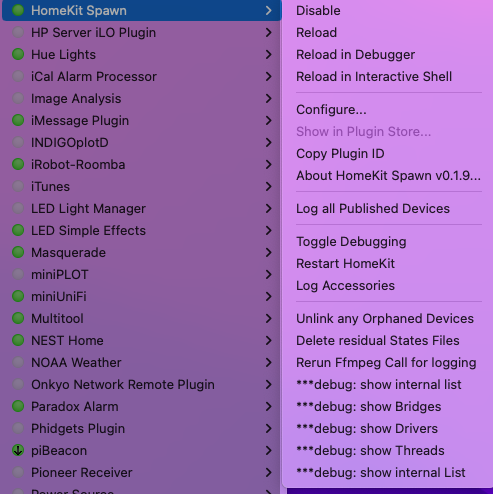 HomeKit Spawn
HP Server iLO Plugin
Hue Lights
iCal Alarm Processor
Image Analysis
iMessage Plugin
INDIGOplotD
iRobot-Roomba
iTunes
LED Light Manager
LED Simple Effects
Masquerade
miniPLOT
miniUniFi
Multitool
NEST Home
NOAA Weather
Onkyo Network Remote Plugin
Paradox Alarm
Phidgets Plugin
piBeacon
Pioneer Receiver
Power Source
Disable
Reload
Reload in Debugger
Reload in Interactive Shell
Configure...
Show in Plugin Store...
Copy Plugin ID
About HomeKit Spawn v0.1.9...
Log all Published Devices
Toggle Debugging
Restart HomeKit
Log Accessories
Unlink any Orphaned Devices
Delete residual States Files
Rerun Ffmpeg Call for logging
***debug: show internal list
***debug: show Bridges
***debug: show Drivers
***debug: show Threads
***debug: show internal List